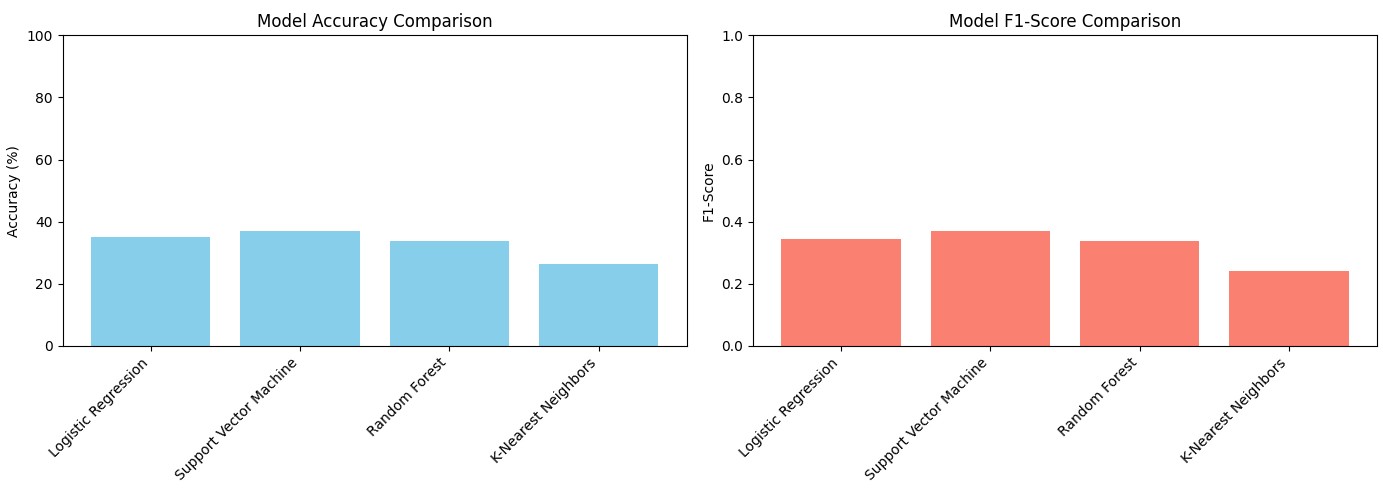 Model Accuracy Comparison
Accuracy (%)
100
80
60
40
20
0
Logistic Regression
Support Vector Machine
Random Forest
K-Nearest Neighbors
Model F1-Score Comparison
F1-Score
1.0
0.8
0.6
0.4
0.2
0.0
Logistic Regression
Support Vector Machine
Random Forest
K-Nearest Neighbors